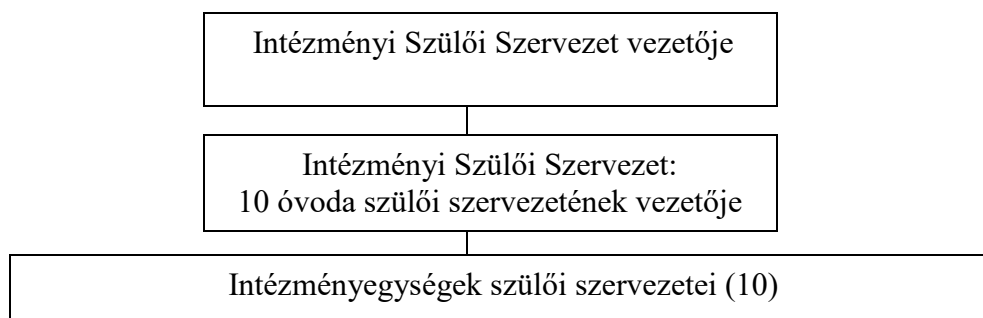 Intézményi Szülői Szervezet vezetője
Intézményi Szülői Szervezet:
10 óvoda szülői szervezetének vezetője
Intézményegységek szülői szervezetei (10)